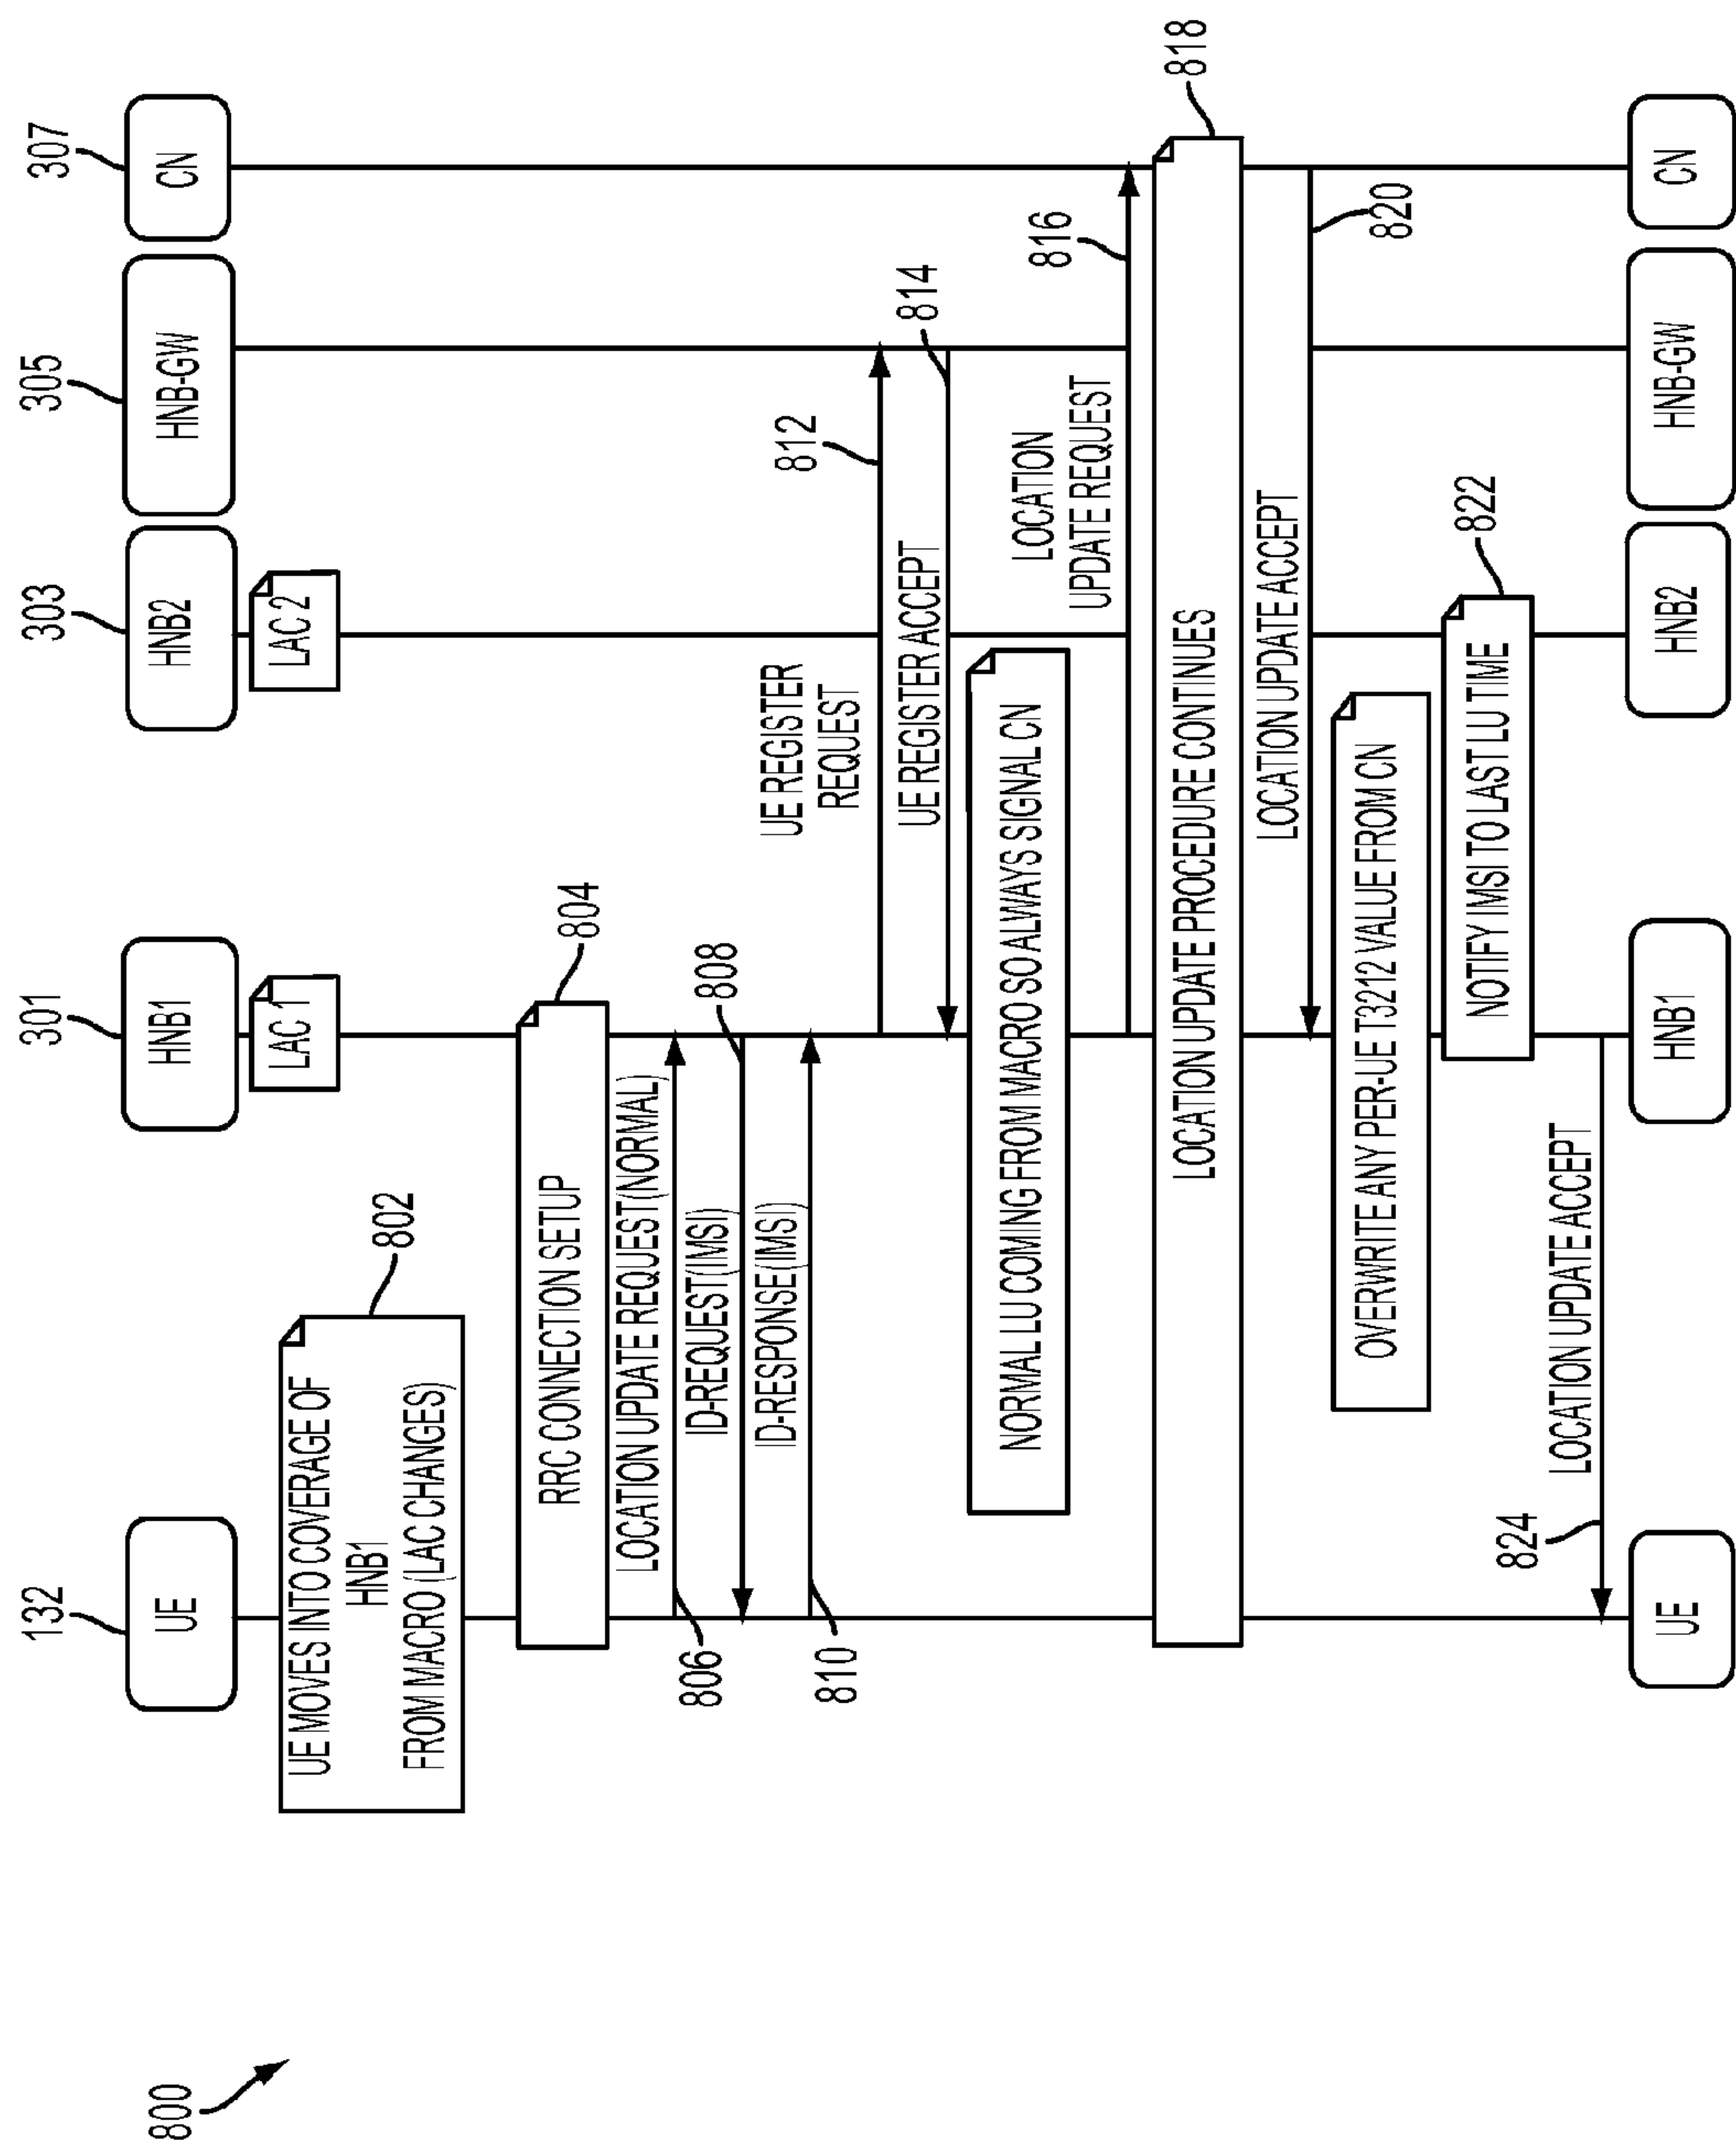 800
132
301
303
305
307
UE
HNB1
HNB2
HNB-GW
CN
LAC 1
LAC 2
UE MOVES INTO COVERAGE OF
HNB1
FROM MACRO (LAC CHANGES)
802
RRC CONNECTION SETUP
804
LOCATION UPDATE REQUEST(NORMAL)
806
ID-REQUEST(IMSI)
808
ID-RESPONSE(IMSI)
810
UE REGISTER
REQUEST
812
UE REGISTER ACCEPT
814
NORMAL LU COMING FROM MACRO SO ALWAYS SIGNAL CN
LOCATION
UPDATE REQUEST
816
LOCATION UPDATE PROCEDURE CONTINUES
818
LOCATION UPDATE ACCEPT
820
OVERWRITE ANY PER-UE T3212 VALUE FROM CN
NOTIFY IMSI TO LAST LU TIME
822
LOCATION UPDATE ACCEPT
824
UE
HNB1
HNB2
HNB-GW
CN